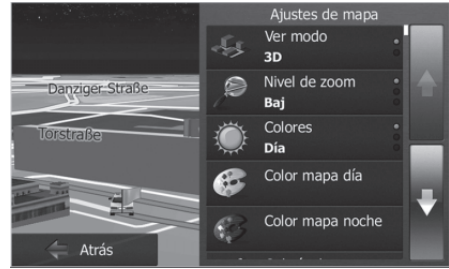 Ajustes de mapa
Ver modo
3D
Nivel de zoom
Baj
Colores
Día
Color mapa día
Color mapa noche
Danziger Straße
Torstraße
Atrás